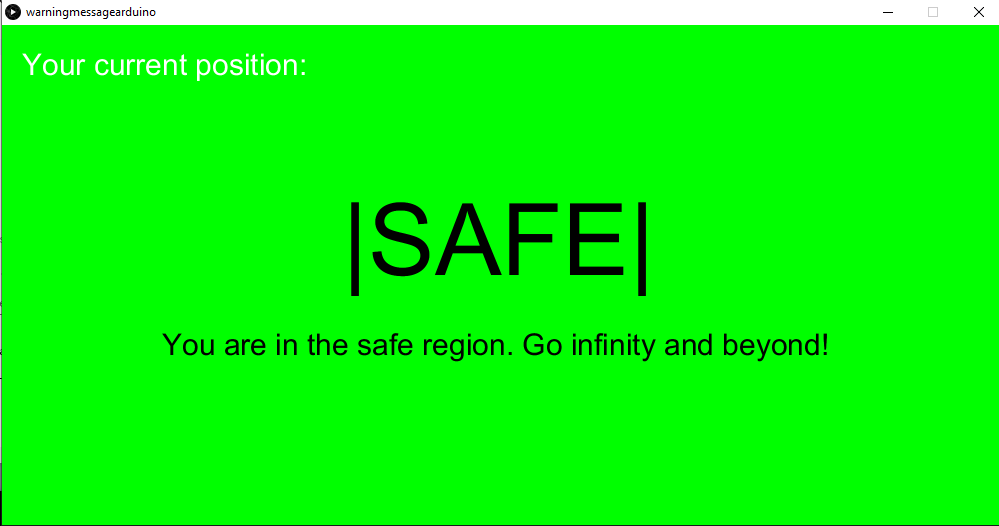 warningmessagearduino
Your current position:
|SAFE|
You are in the safe region. Go infinity and beyond!